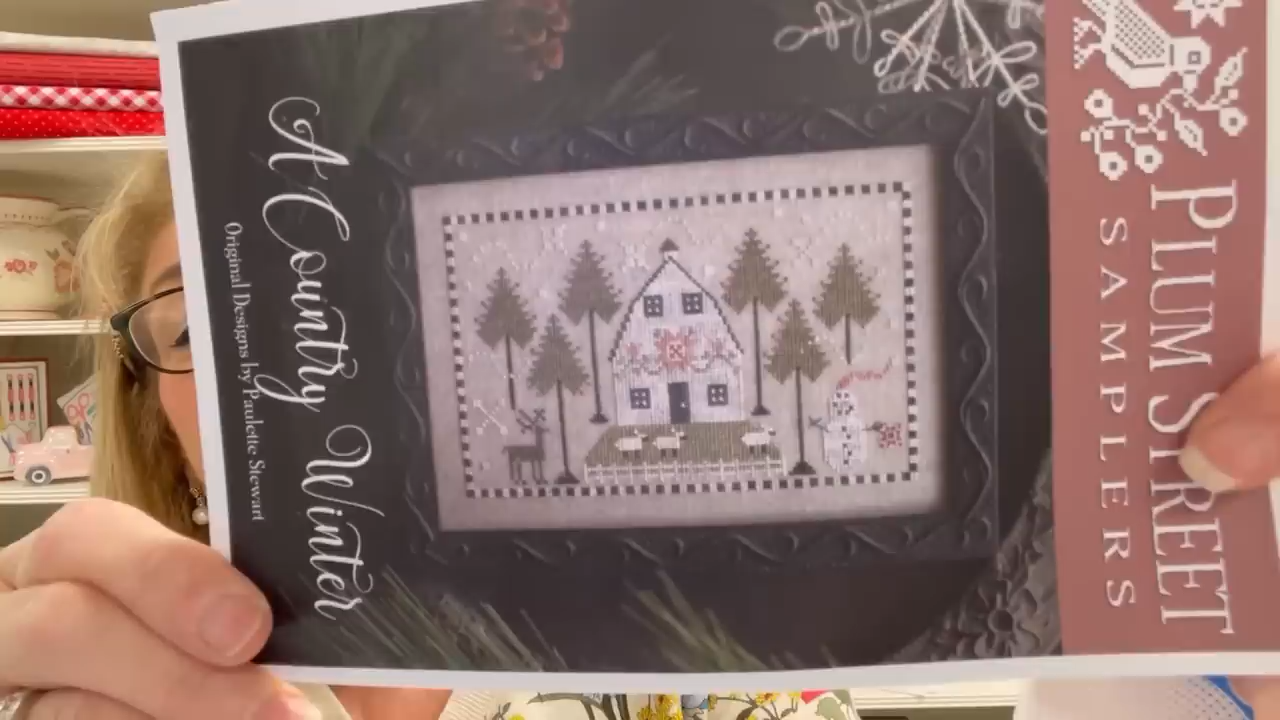 PLUM STREET
SAMPLERS
A Country Winter
Original Designs by Paulette Stewart